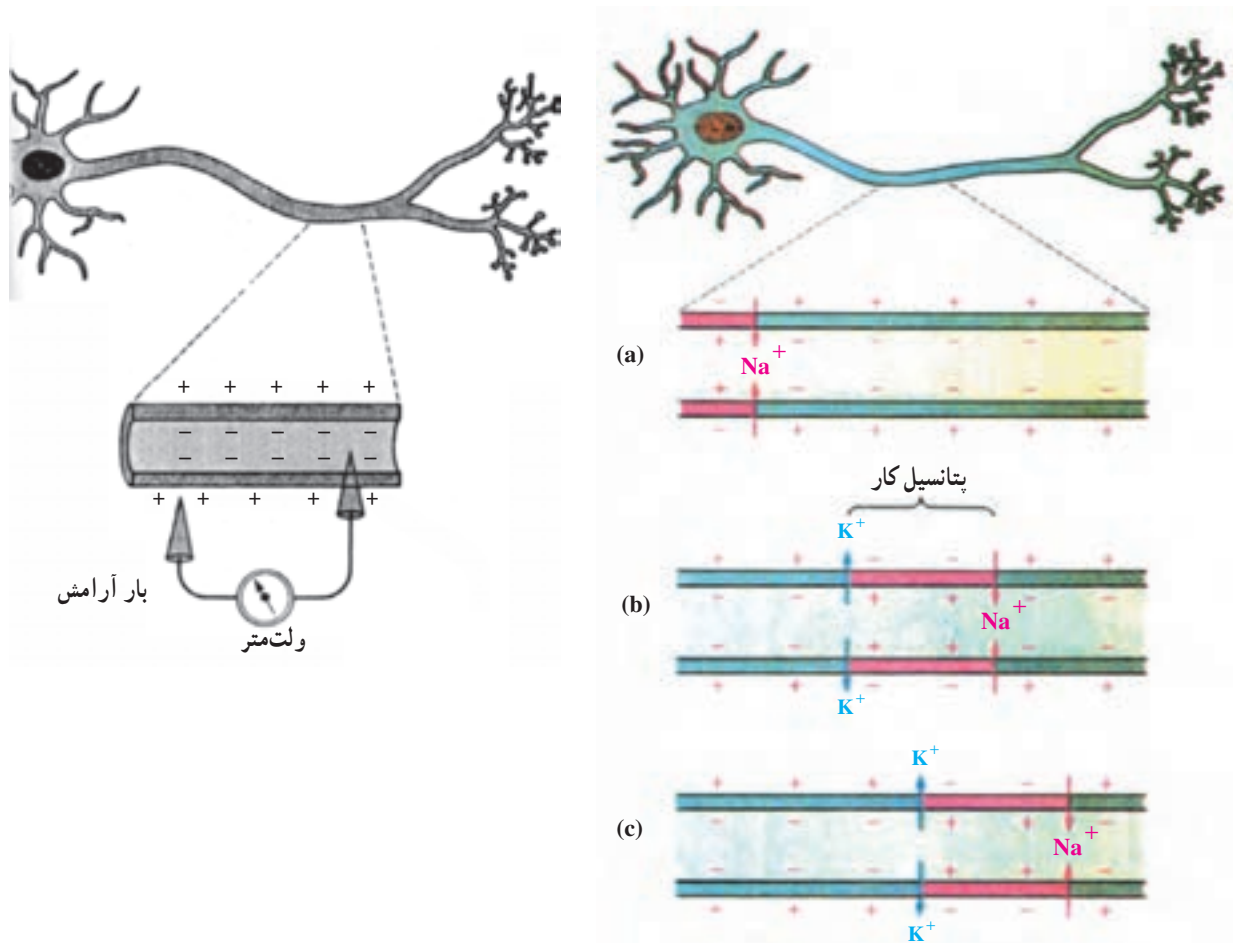 + + + + +
− − − − −
− − − − −
+ + + + +
بار آرامش
ولت‌متر
− + + + + +
(a)
+ − − − − −
Na⁺
+ − − − − −
− + + + + +
پتانسیل کار
K⁺
+ + − − + +
(b)
− − + + − −
Na⁺
− − + + − −
+ + − − + +
K⁺
K⁺
+ + + − − +
(c)
− − − + + −
Na⁺
− − − + + −
+ + + − − +
K⁺